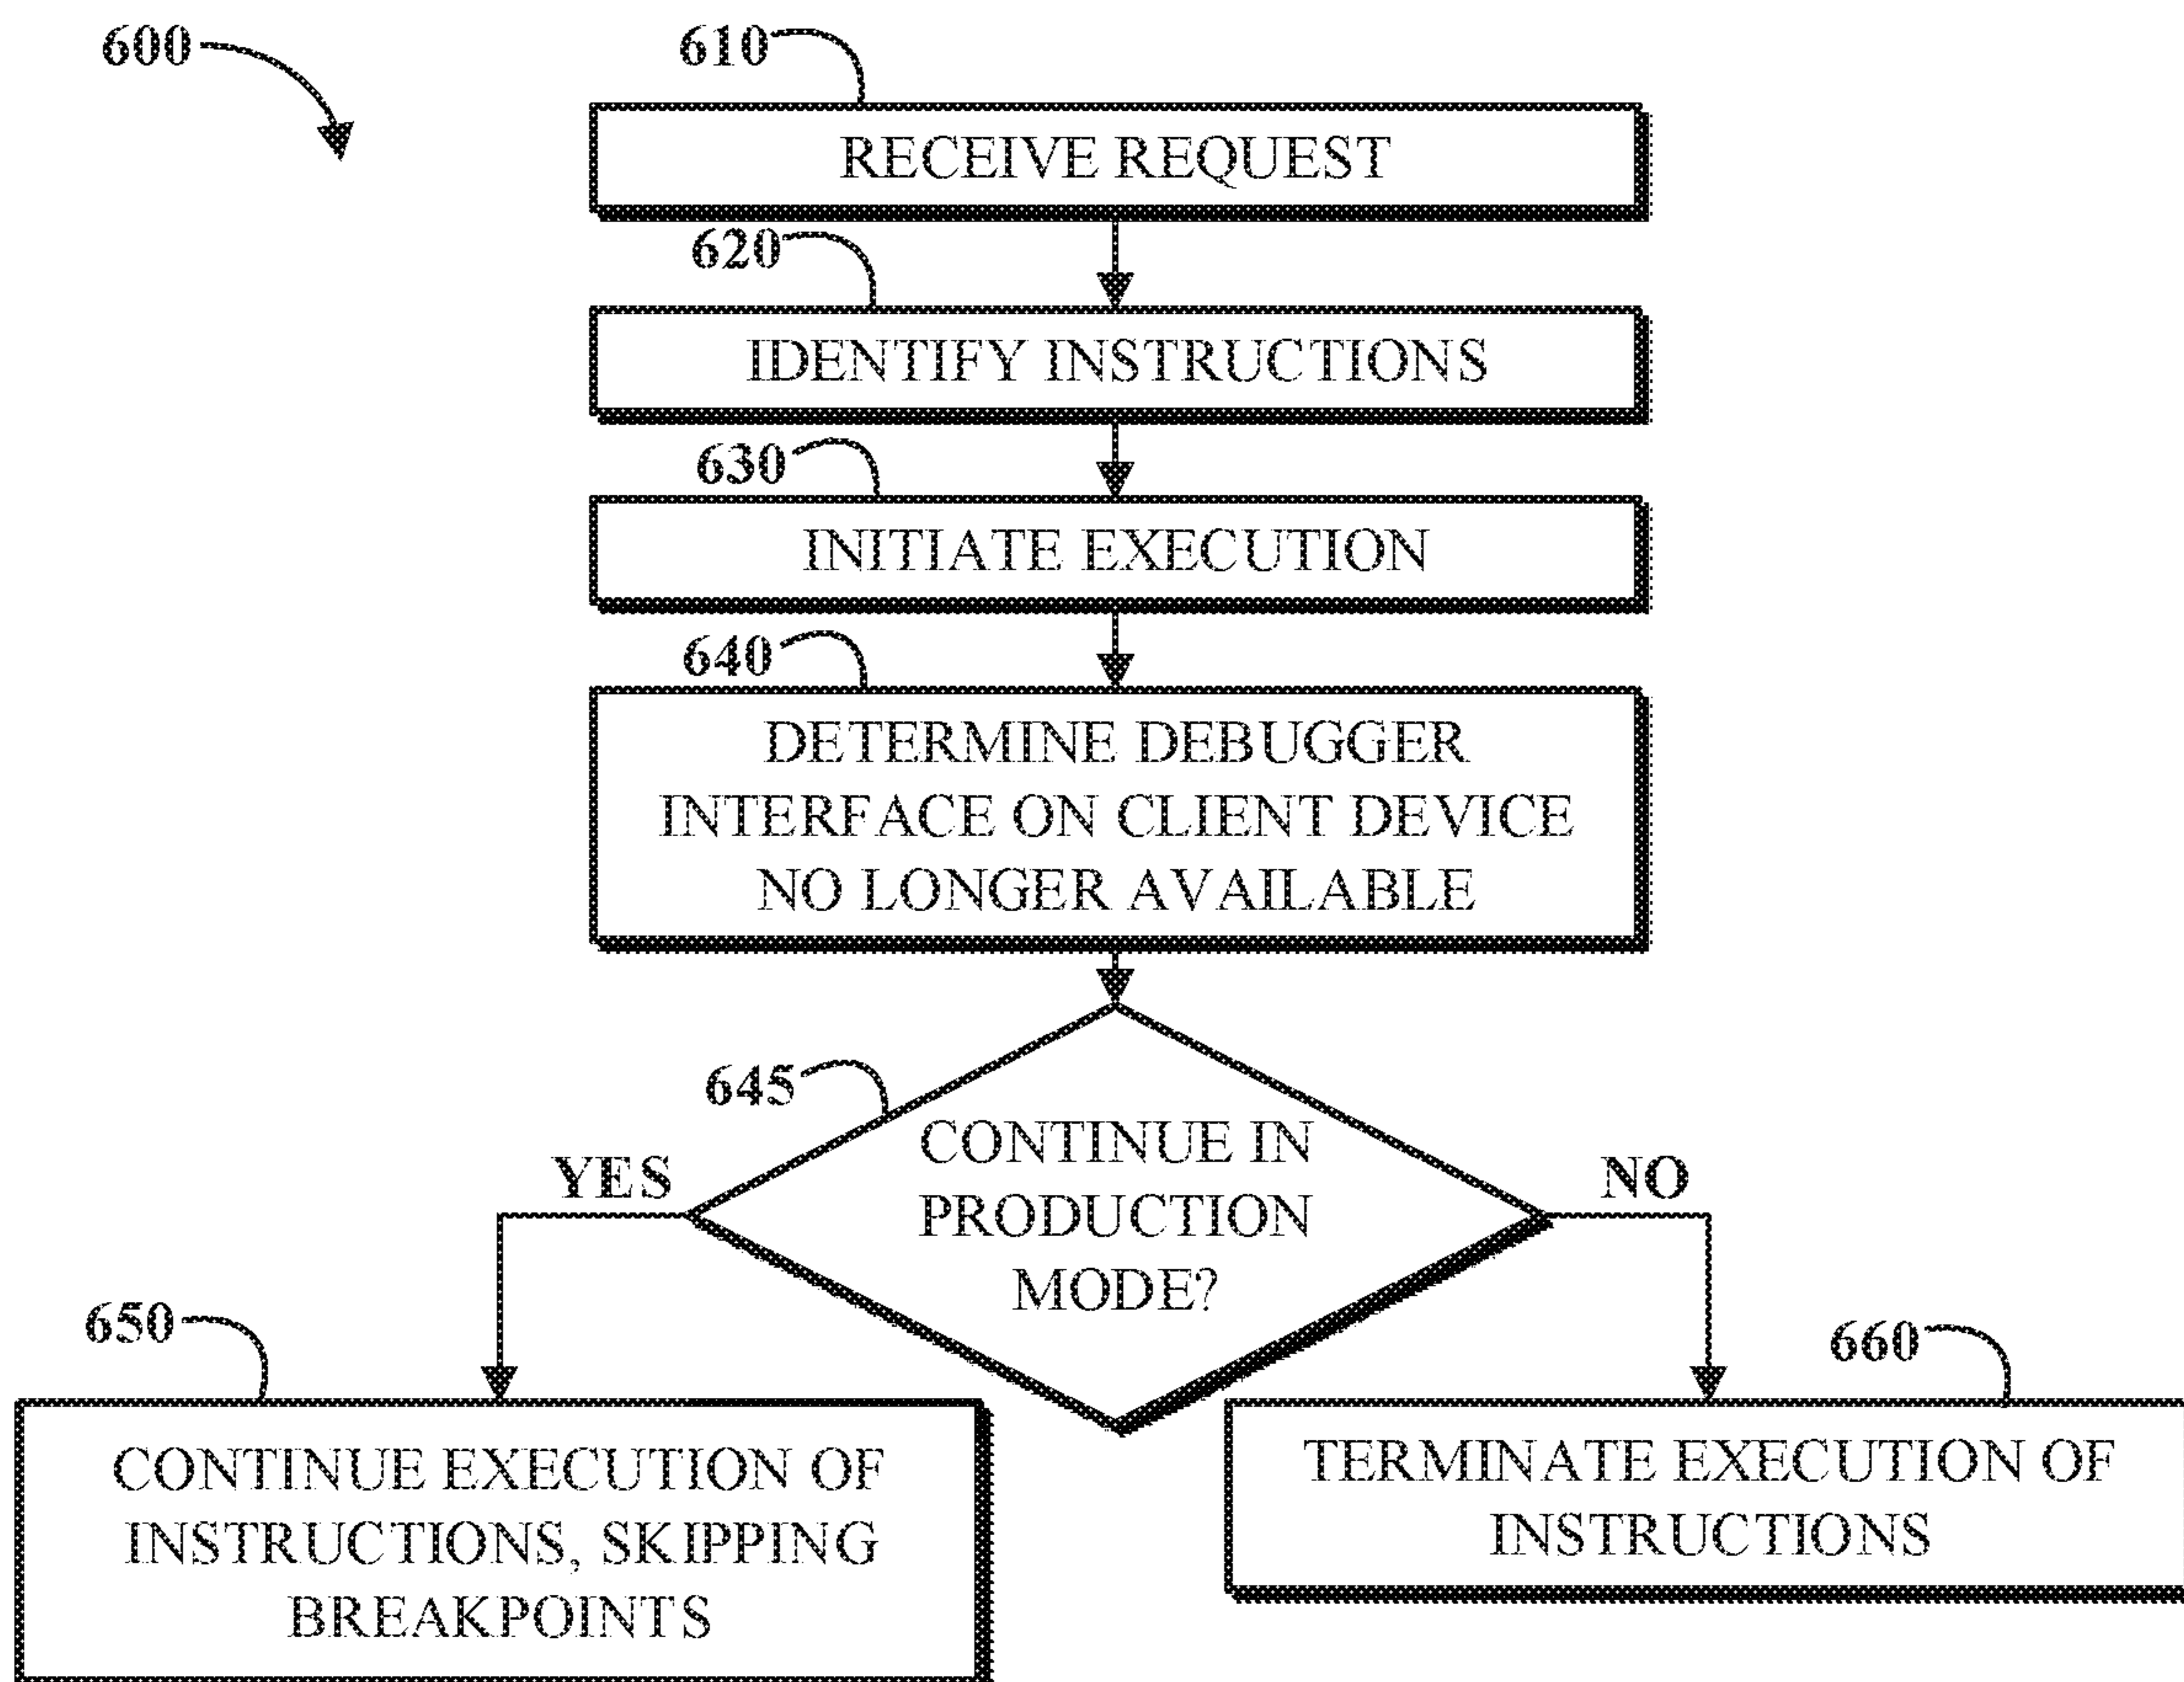 600
610
RECEIVE REQUEST
620
IDENTIFY INSTRUCTIONS
630
INITIATE EXECUTION
640
DETERMINE DEBUGGER
INTERFACE ON CLIENT DEVICE
NO LONGER AVAILABLE
645
CONTINUE IN
PRODUCTION
MODE?
YES
NO
650
CONTINUE EXECUTION OF
INSTRUCTIONS, SKIPPING
BREAKPOINTS
660
TERMINATE EXECUTION OF
INSTRUCTIONS